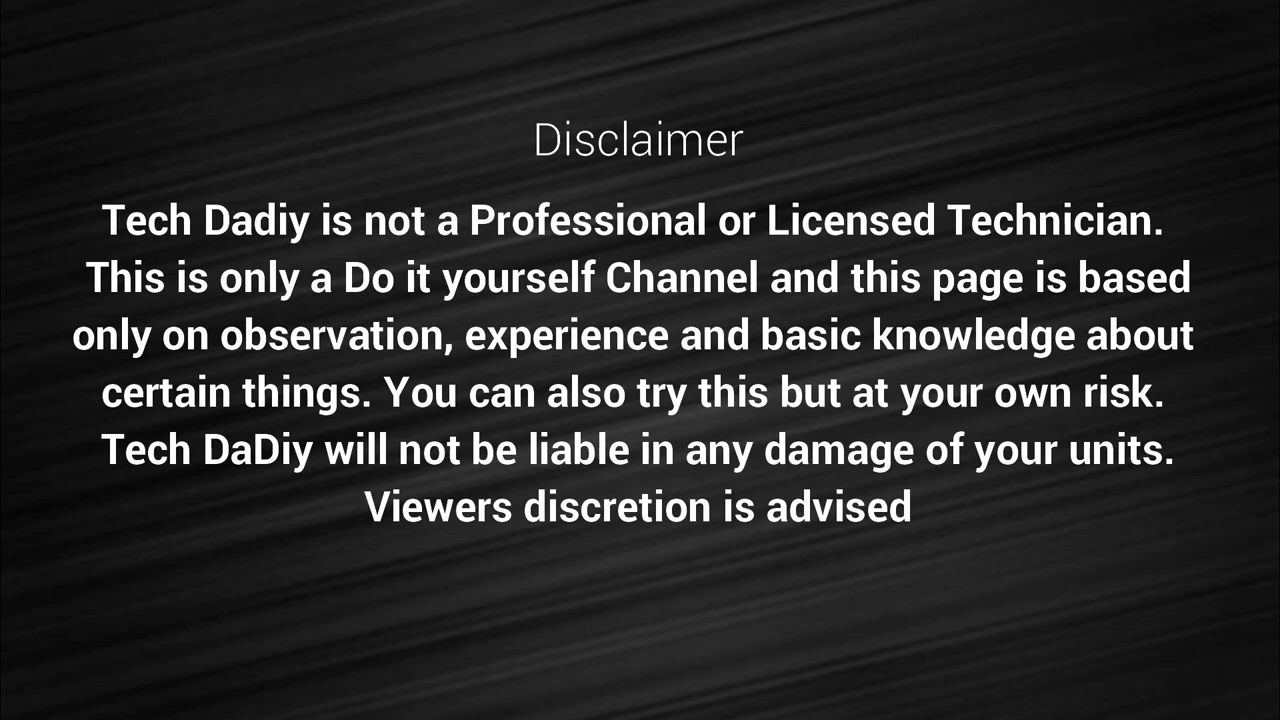 Disclaimer
Tech Dadiy is not a Professional or Licensed Technician.
This is only a Do it yourself Channel and this page is based
only on observation, experience and basic knowledge about
certain things. You can also try this but at your own risk.
Tech DaDiy will not be liable in any damage of your units.
Viewers discretion is advised